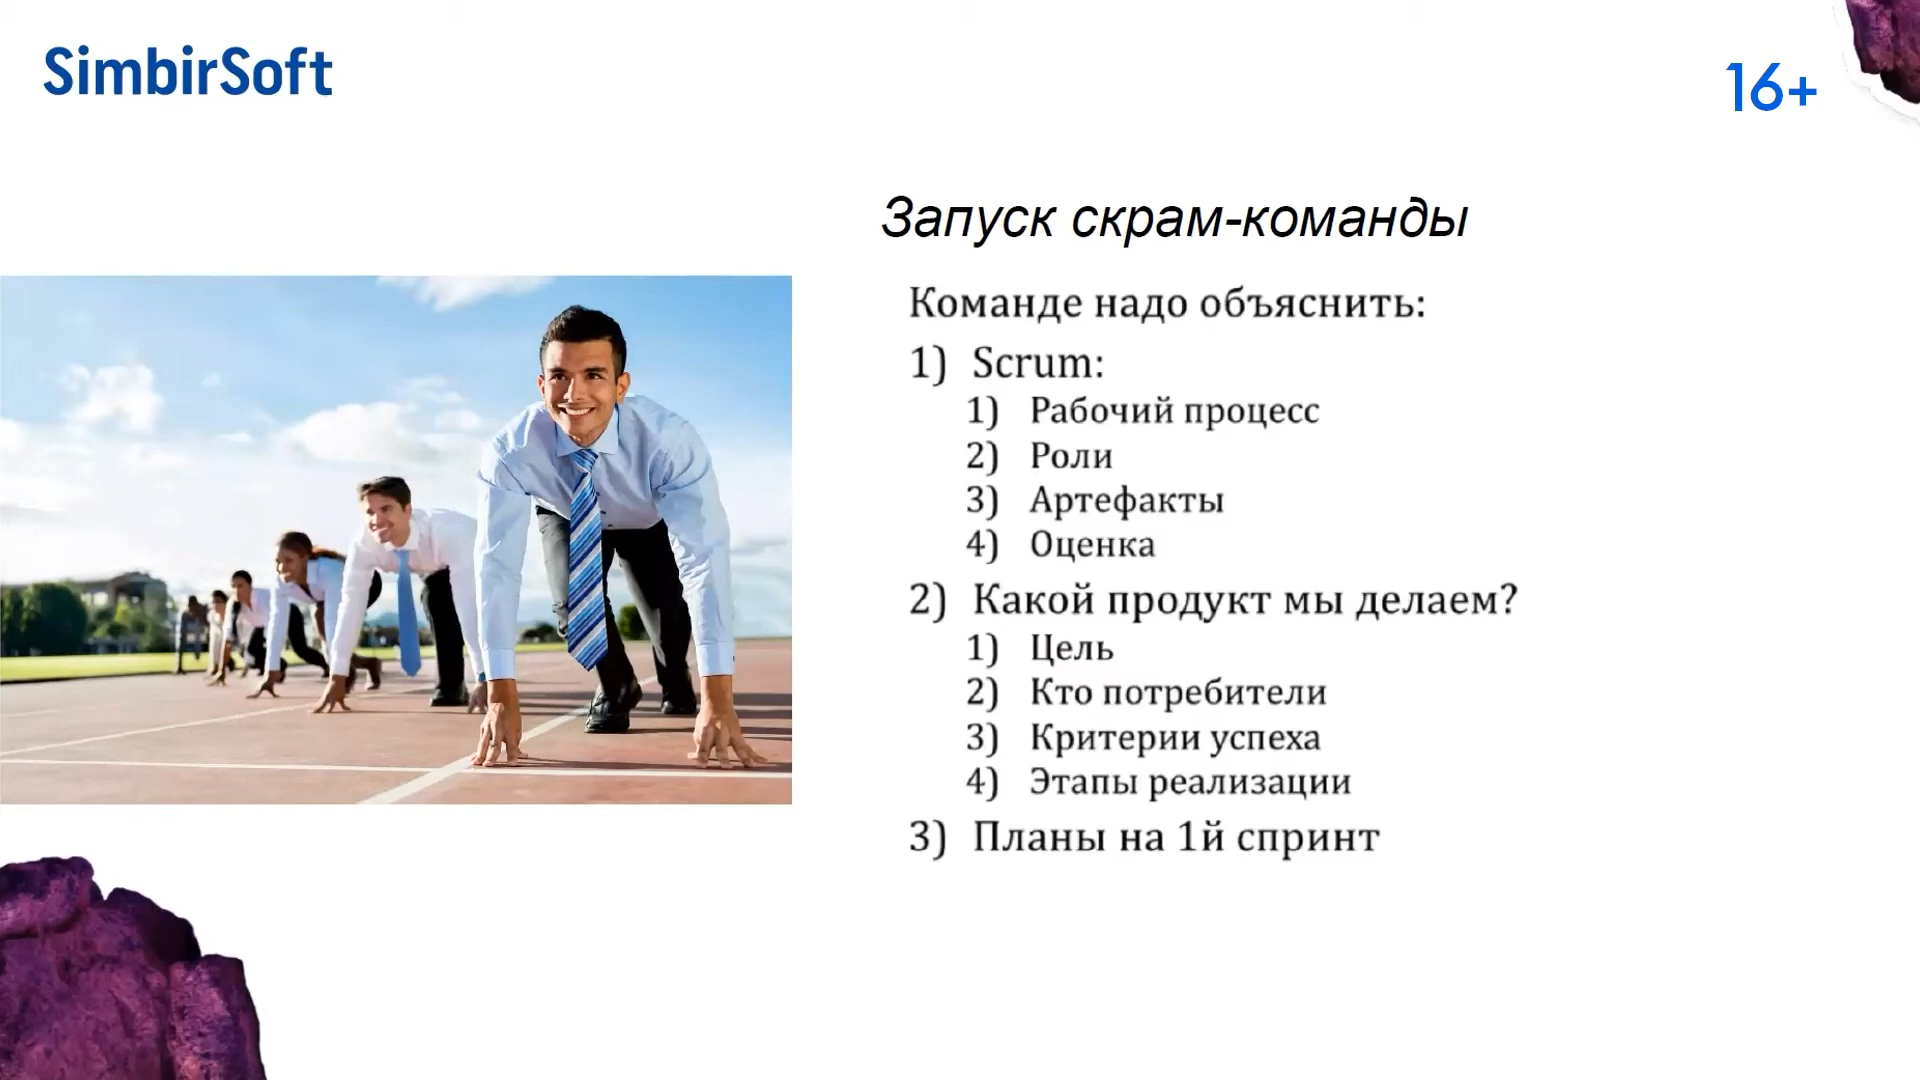 SimbirSoft
16+
Запуск скрам-команды
Команде надо объяснить:
1) Scrum:
1) Рабочий процесс
2) Роли
3) Артефакты
4) Оценка
2) Какой продукт мы делаем?
1) Цель
2) Кто потребители
3) Критерии успеха
4) Этапы реализации
3) Планы на 1й спринт